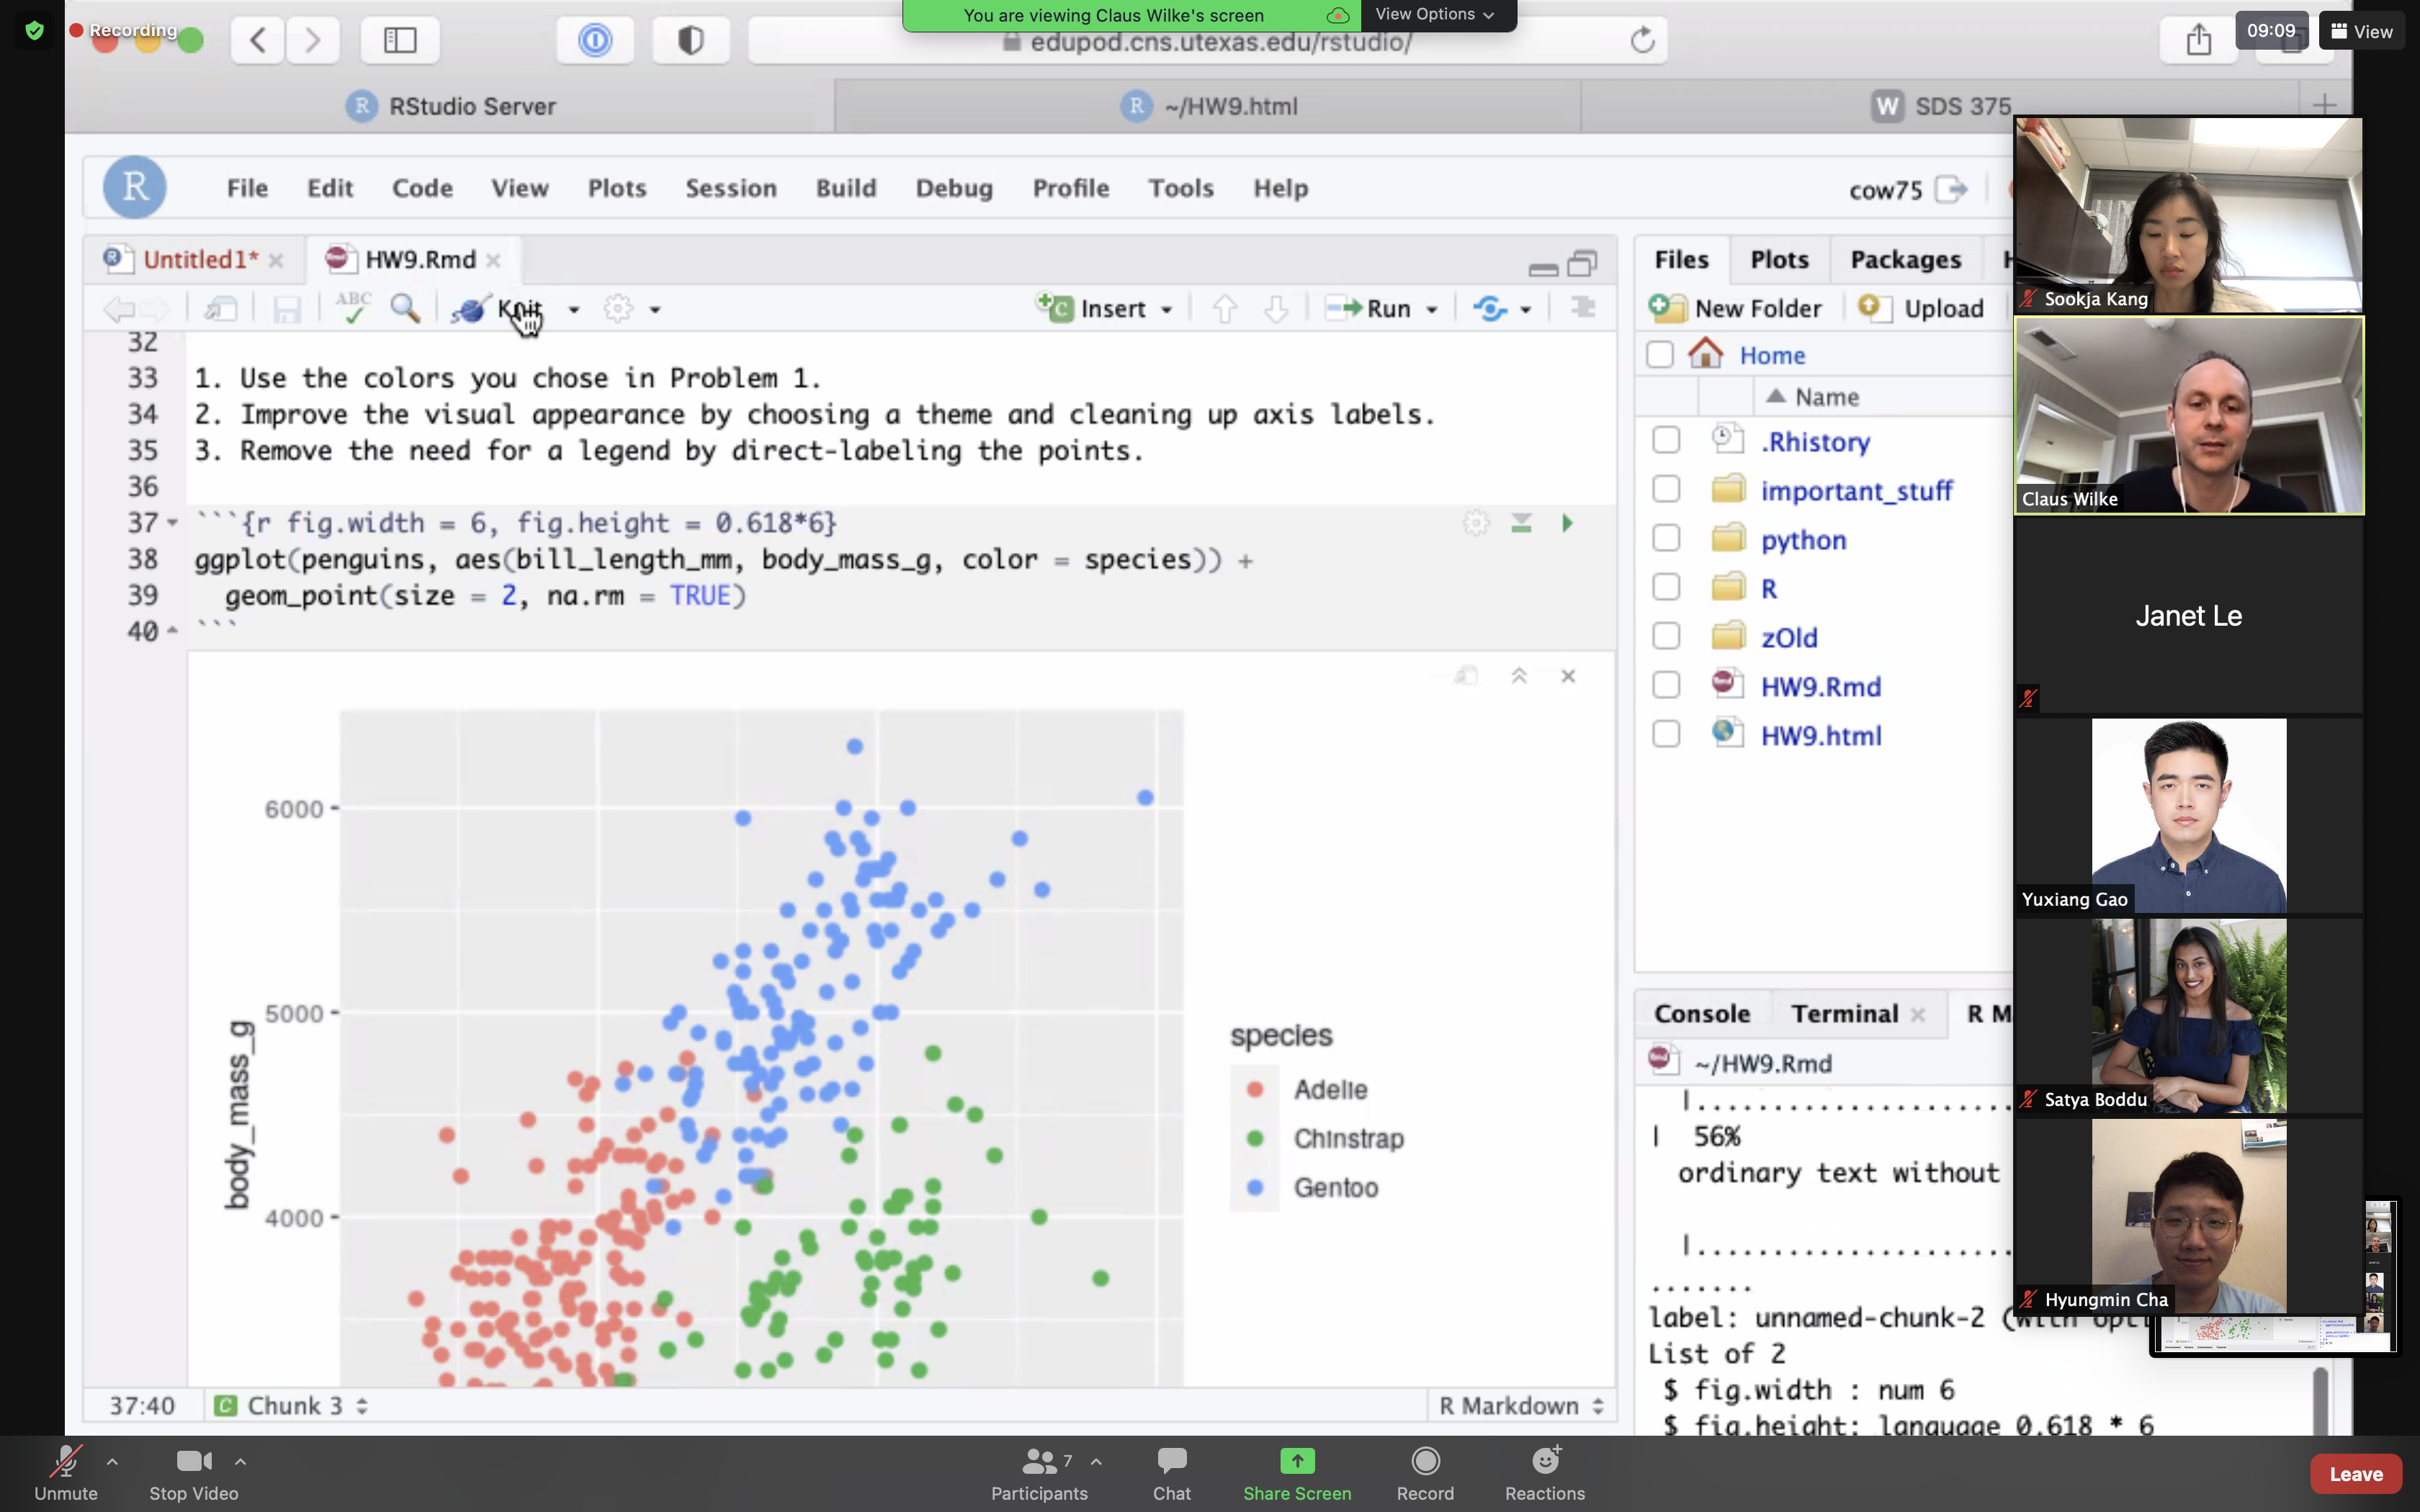 Recording
You are viewing Claus Wilke's screen
View Options
edupod.cns.utexas.edu/rstudio/
09:09
View
RStudio Server
~/HW9.html
W
SDS 375
R
File
Edit
Code
View
Plots
Session
Build
Debug
Profile
Tools
Help
cow75
Untitled1*
HW9.Rmd
ABC
Knit
Insert
Run
32
33 1. Use the colors you chose in Problem 1.
34 2. Improve the visual appearance by choosing a theme and cleaning up axis labels.
35 3. Remove the need for a legend by direct-labeling the points.
36
37 ```{r fig.width = 6, fig.height = 0.618*6}
38 ggplot(penguins, aes(bill_length_mm, body_mass_g, color = species)) +
39 geom_point(size = 2, na.rm = TRUE)
40 ```
6000
5000
4000
body_mass_g
species
Adelie
Chinstrap
Gentoo
37:40
C
Chunk 3
R Markdown
Files
Plots
Packages
H
New Folder
Upload
Home
Name
.Rhistory
important_stuff
python
R
zOld
HW9.Rmd
HW9.html
Console
Terminal
R M
~/HW9.Rmd
|......................
| 56%
ordinary text without
|......................
.......
label: unnamed-chunk-2 (with opti
List of 2
$ fig.width : num 6
$ fig.height: language 0.618 * 6
Sookja Kang
Claus Wilke
Janet Le
Yuxiang Gao
Satya Boddu
Hyungmin Cha
Unmute
Stop Video
7
Participants
Chat
Share Screen
Record
Reactions
Leave